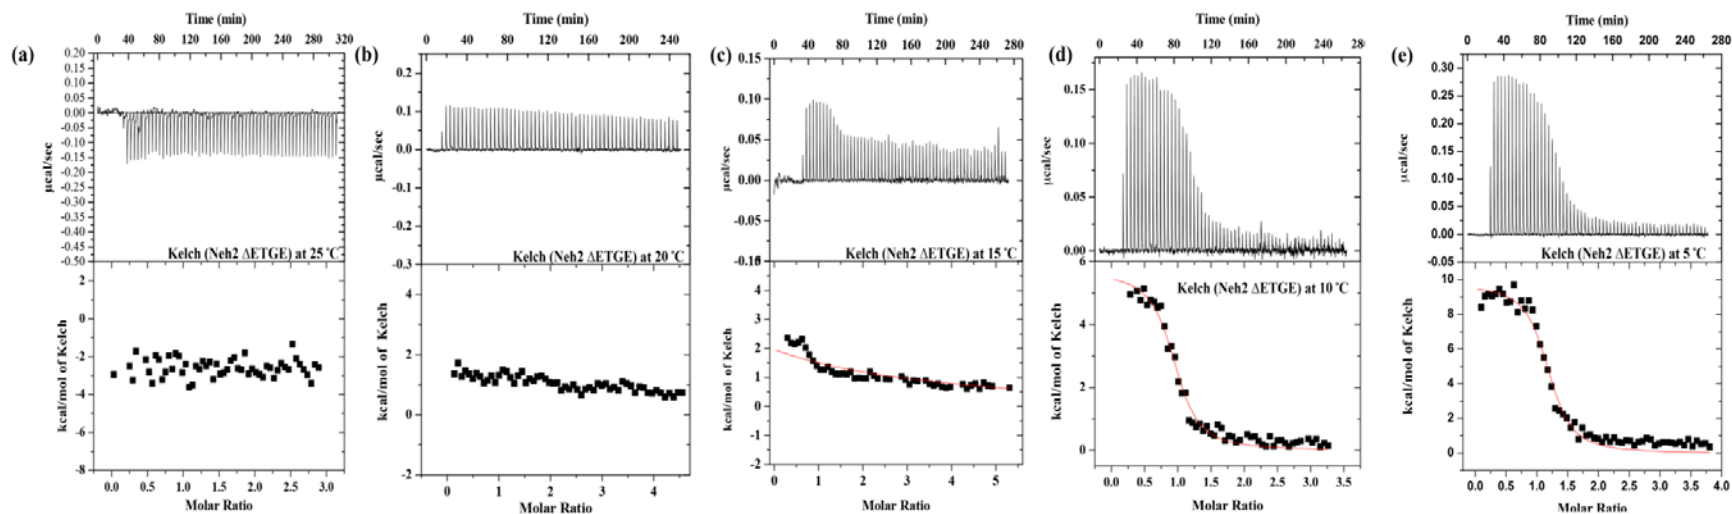 (a)
Time (min)
0 40 80 120 160 200 240 280 320
0.20
0.15
0.10
0.05
0.00
-0.05
-0.10
-0.15
-0.20
-0.25
-0.30
-0.35
-0.40
-0.45
-0.50
µcal/sec
Kelch (Neh2 ΔETGE) at 25 °C
2
0
-2
-4
-6
-8
kcal/mol of Kelch
0.0 0.5 1.0 1.5 2.0 2.5 3.0
Molar Ratio
(b)
Time (min)
0 40 80 120 160 200 240
0.2
0.1
0.0
-0.1
-0.2
-0.3
µcal/sec
Kelch (Neh2 ΔETGE) at 20 °C
4
2
0
-2
kcal/mol of Kelch
0 1 2 3 4
Molar Ratio
(c)
Time (min)
0 40 80 120 160 200 240 280
0.15
0.10
0.05
0.00
-0.05
µcal/sec
Kelch (Neh2 ΔETGE) at 15 °C
4
3
2
1
0
-1
-2
kcal/mol of Kelch
0 1 2 3 4 5
Molar Ratio
(d)
Time (min)
0 40 80 120 160 200 240 28
0.15
0.10
0.05
0.00
µcal/sec
6
Kelch (Neh2 ΔETGE) at 10 °C
4
2
0
kcal/mol of Kelch
0.0 0.5 1.0 1.5 2.0 2.5 3.0 3.5
Molar Ratio
(e)
Time (min)
0 40 80 120 160 200 240 280
0.30
0.25
0.20
0.15
0.10
0.05
0.00
-0.05
µcal/sec
Kelch (Neh2 ΔETGE) at 5 °C
10
8
6
4
2
0
kcal/mol of Kelch
0.0 0.5 1.0 1.5 2.0 2.5 3.0 3.5 4.0
Molar Ratio